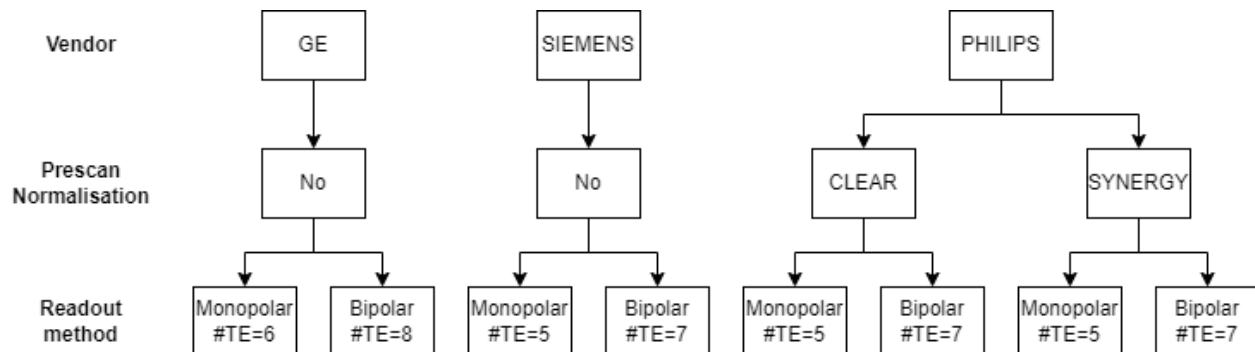 Vendor
GE
SIEMENS
PHILIPS
Prescan
Normalisation
No
No
CLEAR
SYNERGY
Readout
method
Monopolar
#TE=6
Bipolar
#TE=8
Monopolar
#TE=5
Bipolar
#TE=7
Monopolar
#TE=5
Bipolar
#TE=7
Monopolar
#TE=5
Bipolar
#TE=7